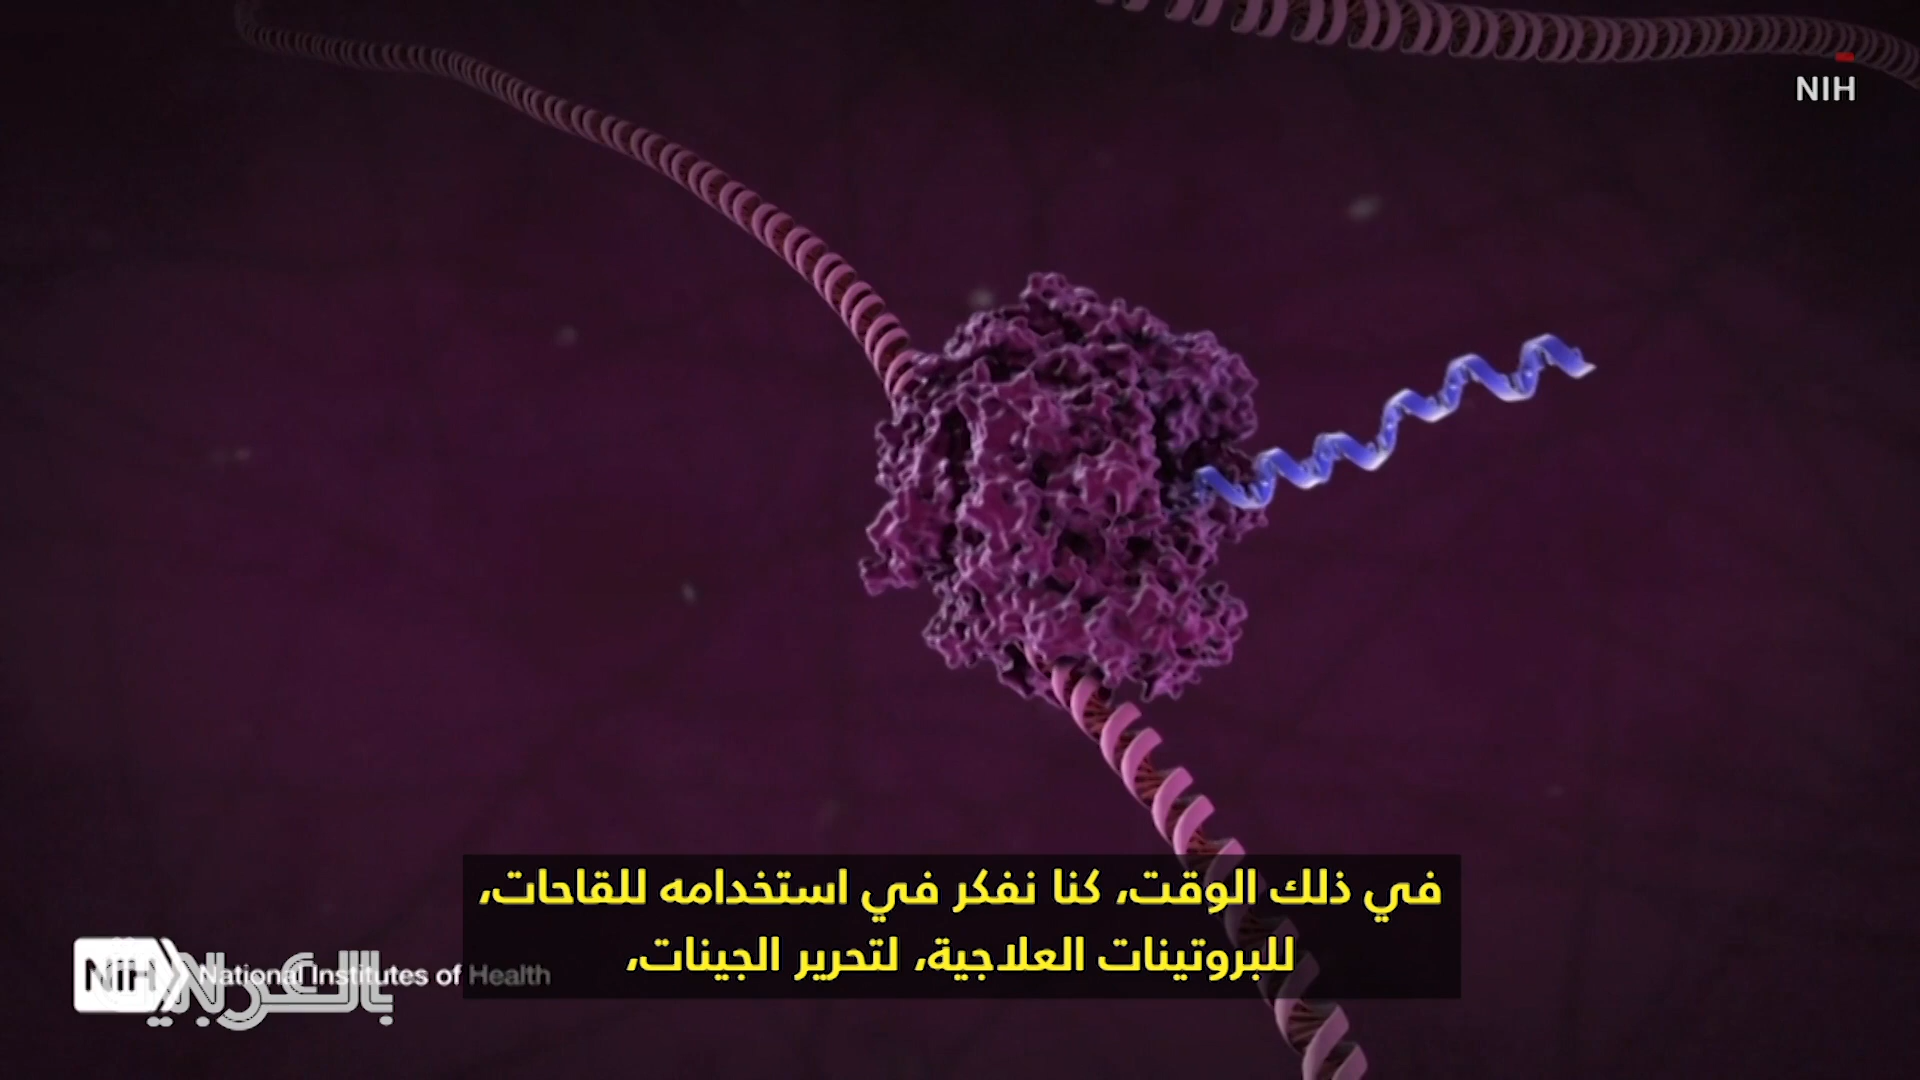 NIH
في ذلك الوقت، كنا نفكر في استخدامه للقاحات،
للبروتينات العلاجية، لتحرير الجينات،
NIH National Institutes of Health
بالعربية